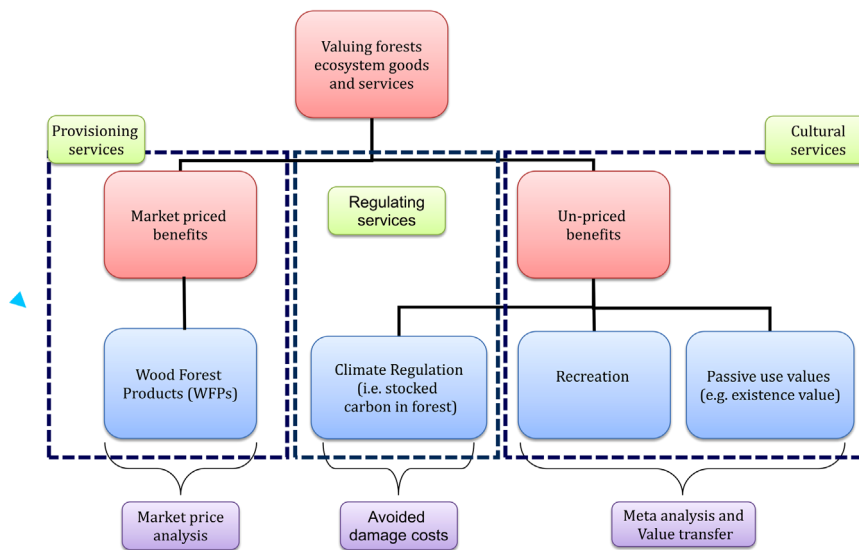 Valuing forests
ecosystem goods
and services
Provisioning
services
Cultural
services
Regulating
services
Market priced
benefits
Un-priced
benefits
Wood Forest
Products (WFPs)
Climate Regulation
(i.e. stocked
carbon in forest)
Recreation
Passive use values
(e.g. existence value)
Market price
analysis
Avoided
damage costs
Meta analysis and
Value transfer